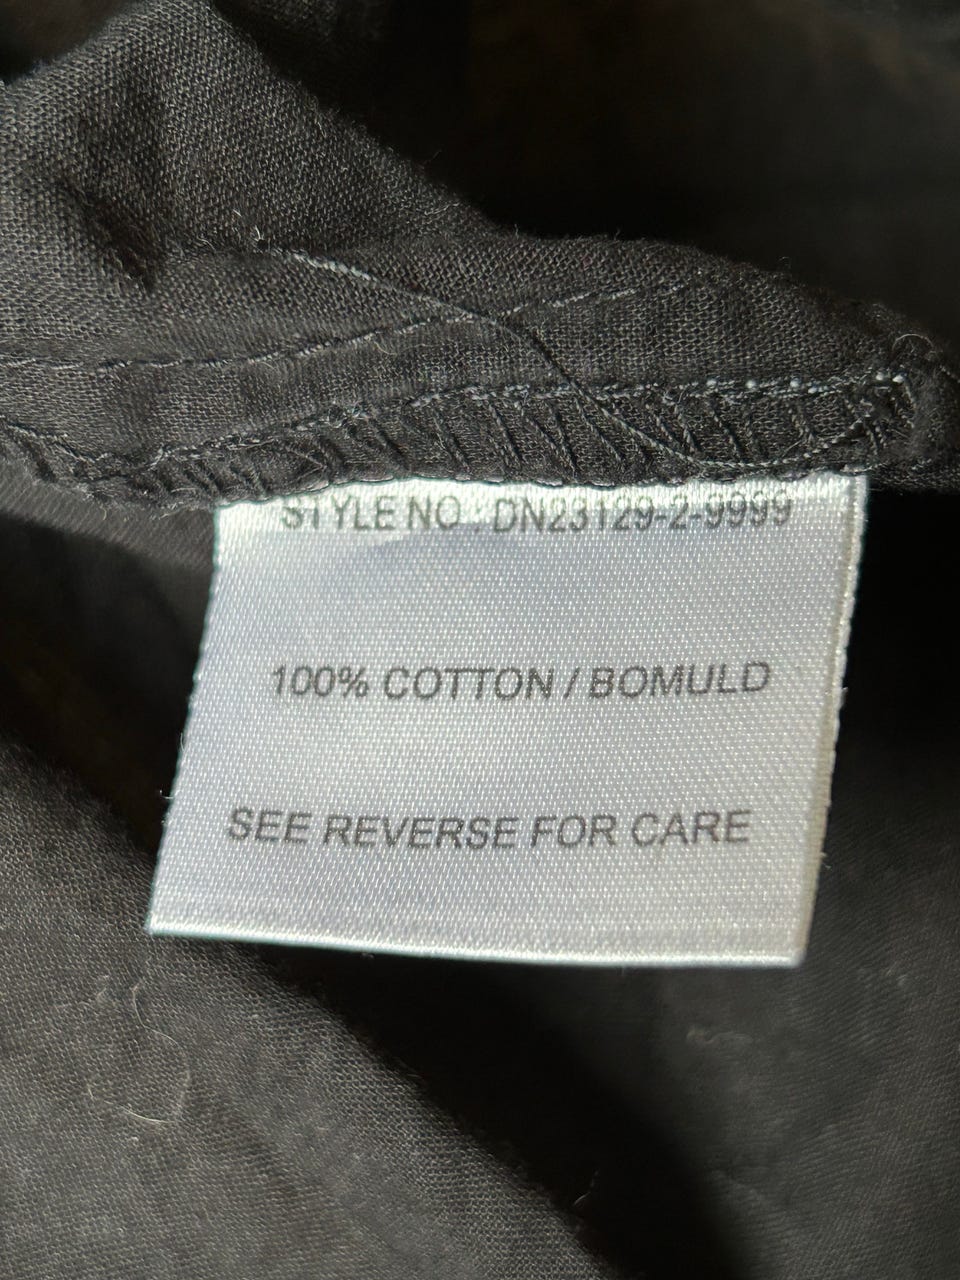 STYLE NO : DN23129-2-9999
100% COTTON / BOMULD
SEE REVERSE FOR CARE